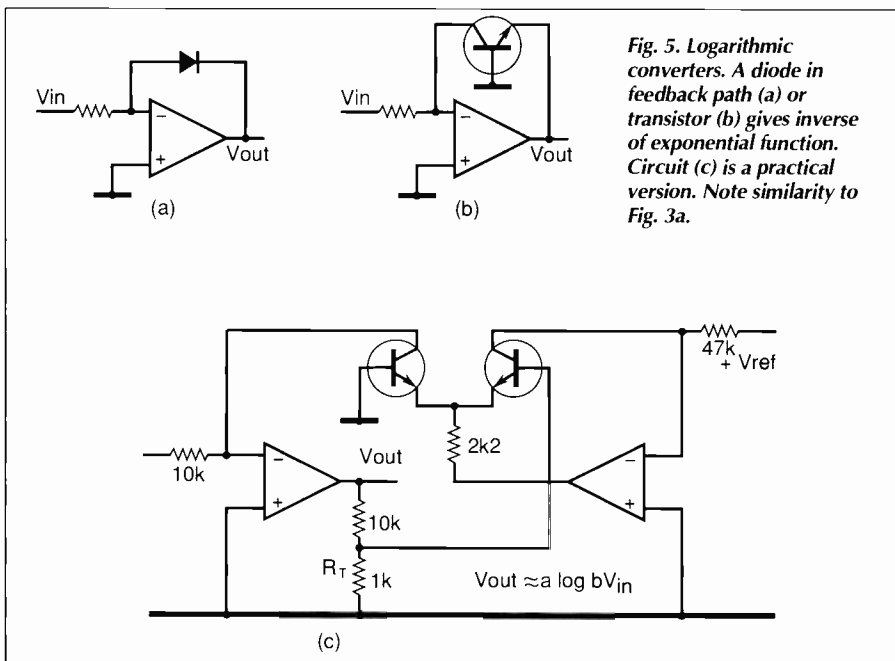 Vin
−
+
Vout
(a)
Vin
−
+
Vout
(b)
Fig. 5. Logarithmic
converters. A diode in
feedback path (a) or
transistor (b) gives inverse
of exponential function.
Circuit (c) is a practical
version. Note similarity to
Fig. 3a.
47k
+ Vref
2k2
10k
−
+
Vout
10k
RT
1k
−
+
Vout ≈a log bVin
(c)